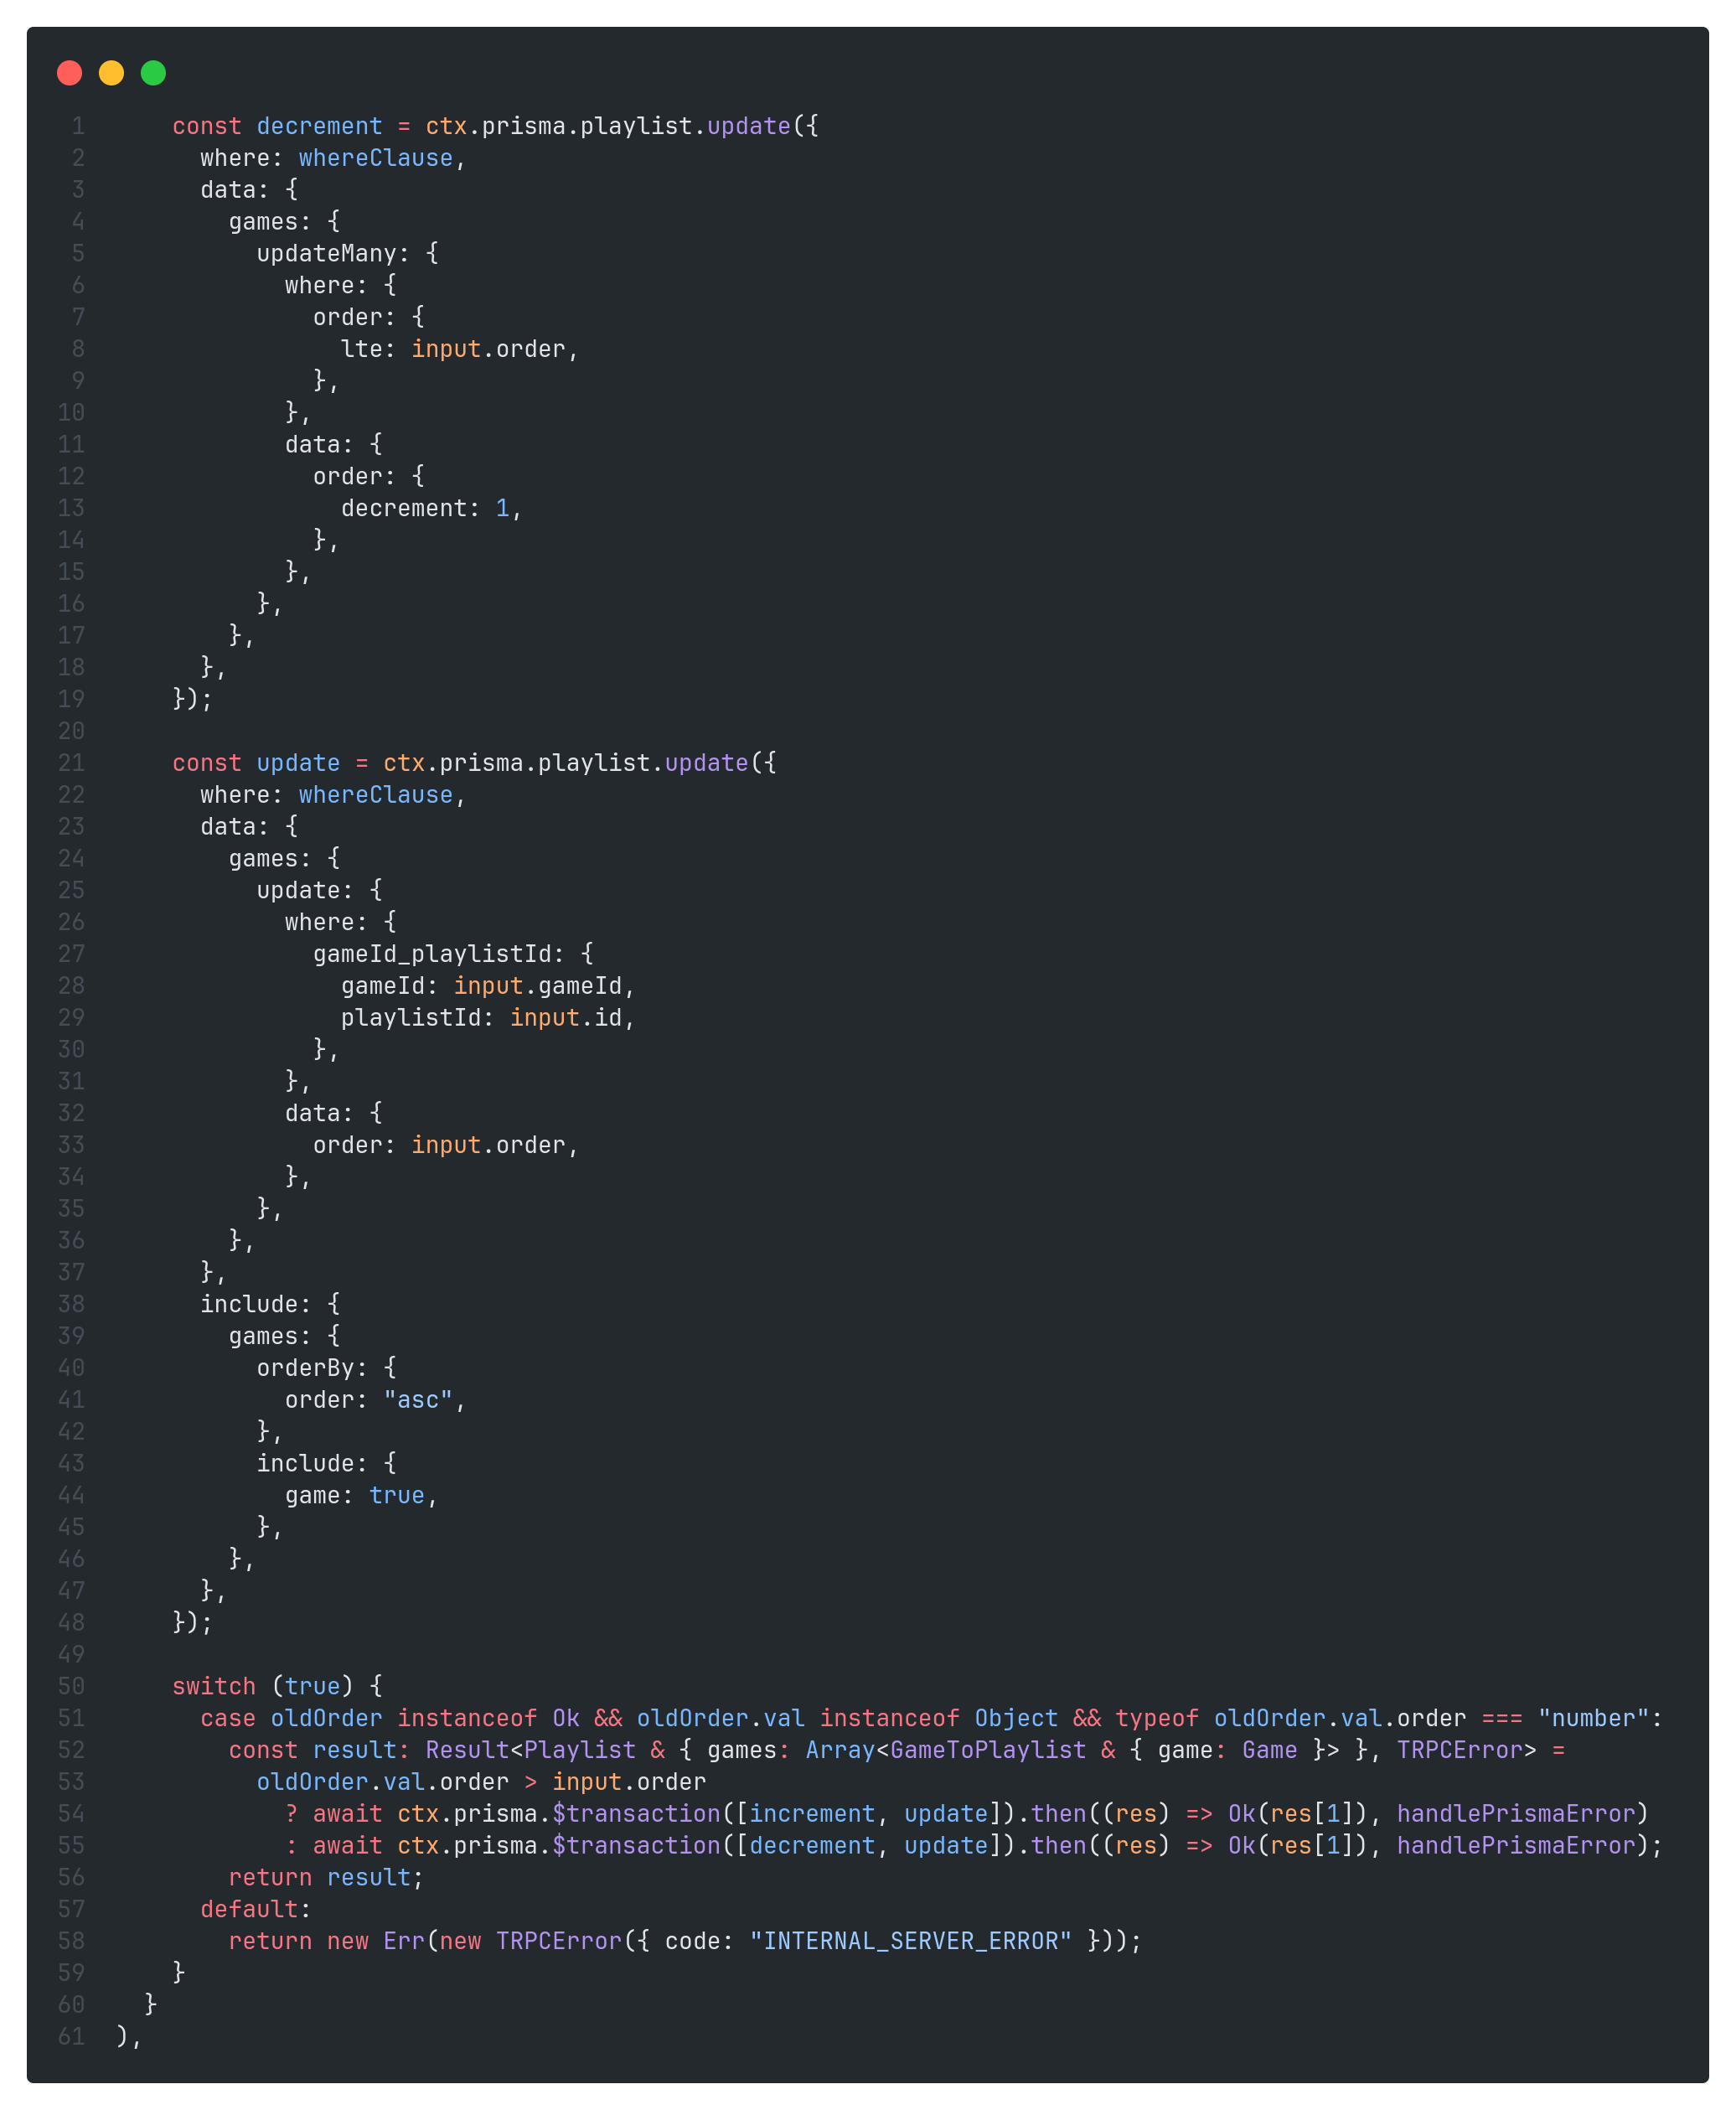 1 const decrement = ctx.prisma.playlist.update({
2 where: whereClause,
3 data: {
4 games: {
5 updateMany: {
6 where: {
7 order: {
8 lte: input.order,
9 },
10 },
11 data: {
12 order: {
13 decrement: 1,
14 },
15 },
16 },
17 },
18 },
19 });
20
21 const update = ctx.prisma.playlist.update({
22 where: whereClause,
23 data: {
24 games: {
25 update: {
26 where: {
27 gameId_playlistId: {
28 gameId: input.gameId,
29 playlistId: input.id,
30 },
31 },
32 data: {
33 order: input.order,
34 },
35 },
36 },
37 },
38 include: {
39 games: {
40 orderBy: {
41 order: "asc",
42 },
43 include: {
44 game: true,
45 },
46 },
47 },
48 });
49
50 switch (true) {
51 case oldOrder instanceof Ok && oldOrder.val instanceof Object && typeof oldOrder.val.order === "number":
52 const result: Result<Playlist & { games: Array<GameToPlaylist & { game: Game }> }, TRPCError> =
53 oldOrder.val.order > input.order
54 ? await ctx.prisma.$transaction([increment, update]).then((res) => Ok(res[1]), handlePrismaError)
55 : await ctx.prisma.$transaction([decrement, update]).then((res) => Ok(res[1]), handlePrismaError);
56 return result;
57 default:
58 return new Err(new TRPCError({ code: "INTERNAL_SERVER_ERROR" }));
59 }
60 }
61 ),